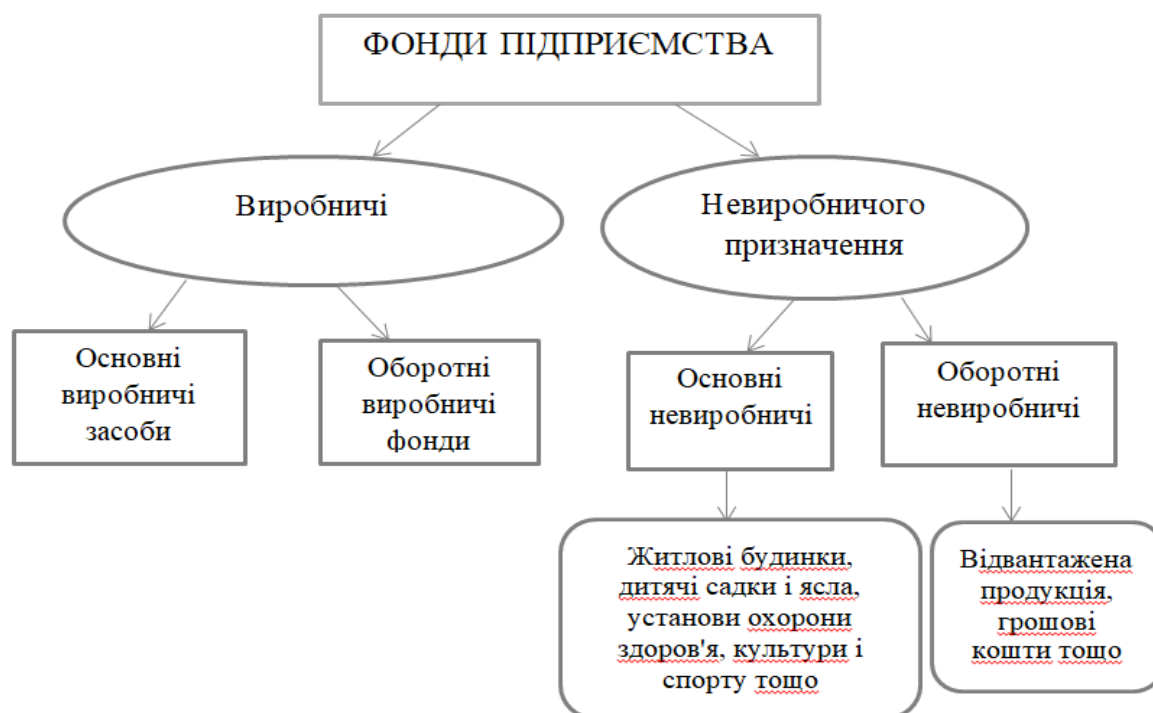 ФОНДИ ПІДПРИЄМСТВА
Виробничі
Невиробничого
призначення
Основні
виробничі
засоби
Оборотні
виробничі
фонди
Основні
невиробничі
Оборотні
невиробничі
Житлові будинки,
дитячі садки і ясла,
установи охорони
здоров'я, культури і
спорту тощо
Відвантажена
продукція,
грошові
кошти тощо